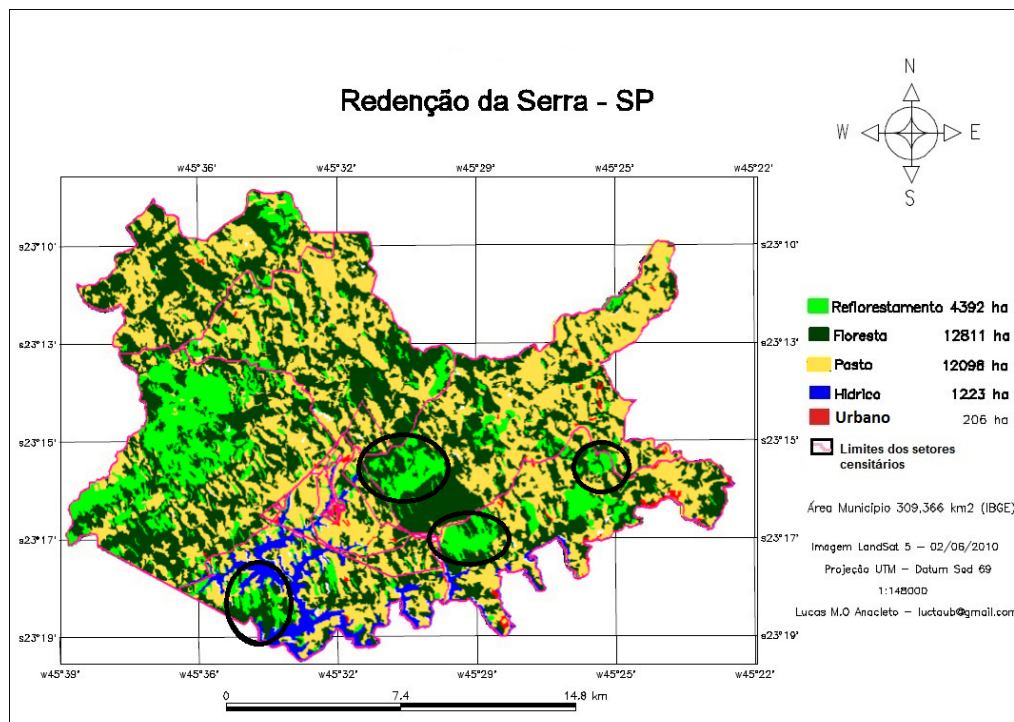 Redenção da Serra - SP
N
W
E
S
w45°36'
w45°32'
w45°29'
w45°25'
w45°22'
s23°10'
s23°10'
s23°13'
s23°13'
s23°15'
s23°15'
s23°17'
s23°17'
s23°19'
s23°19'
w45°39'
w45°36'
w45°32'
w45°29'
w45°25'
w45°22'
0
7.4
14.8 km
Reflorestamento 4392 ha
Floresta 12811 ha
Pasto 12098 ha
Hídrico 1223 ha
Urbano 206 ha
Limites dos setores
censitários
Área Município 309,366 km2 (IBGE)
Imagem LandSat 5 – 02/06/2010
Projeção UTM – Datum Sad 69
1:148000
Lucas M.O Anacleto – luctaub@gmail.com